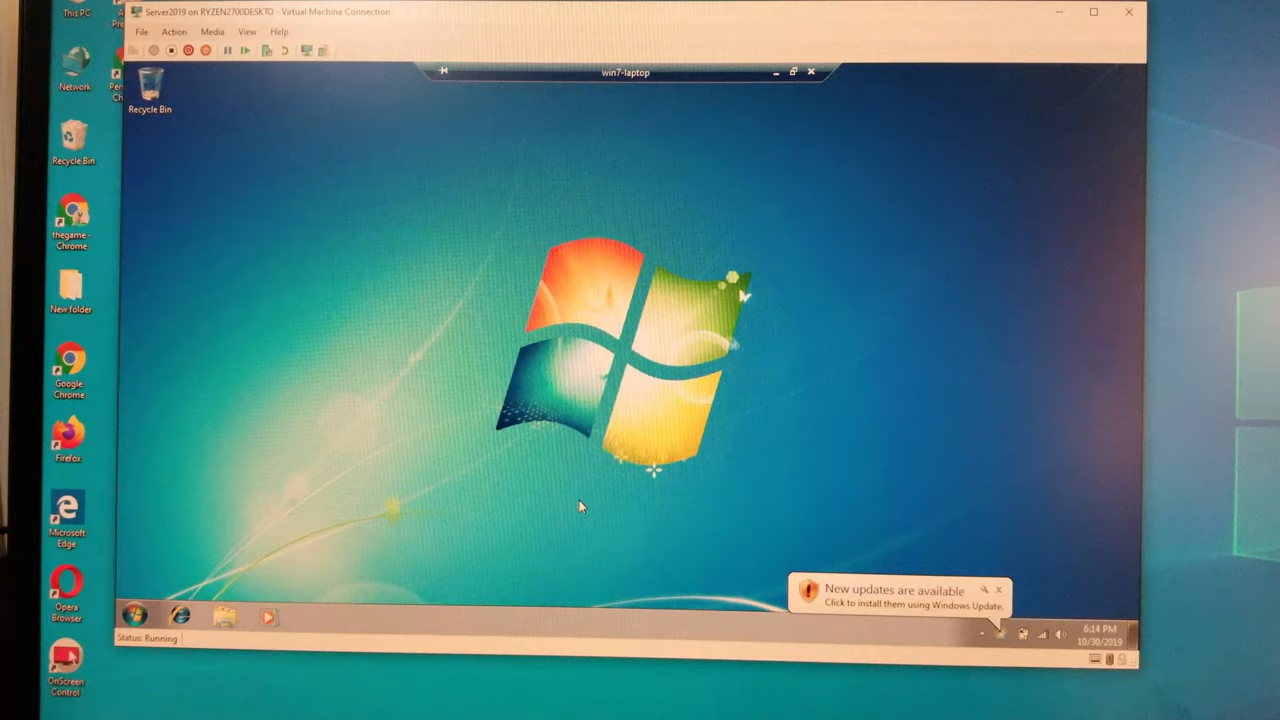 This PC
Server2019 on RYZEN2700DESKTO - Virtual Machine Connection
File Action Media View Help
win7-laptop
Recycle Bin
Network
Recycle Bin
thegame -
Chrome
New folder
Google
Chrome
Firefox
Microsoft
Edge
Opera
Browser
OnScreen
Control
New updates are available
Click to install them using Windows Update.
6:14 PM
10/30/2019
Status: Running